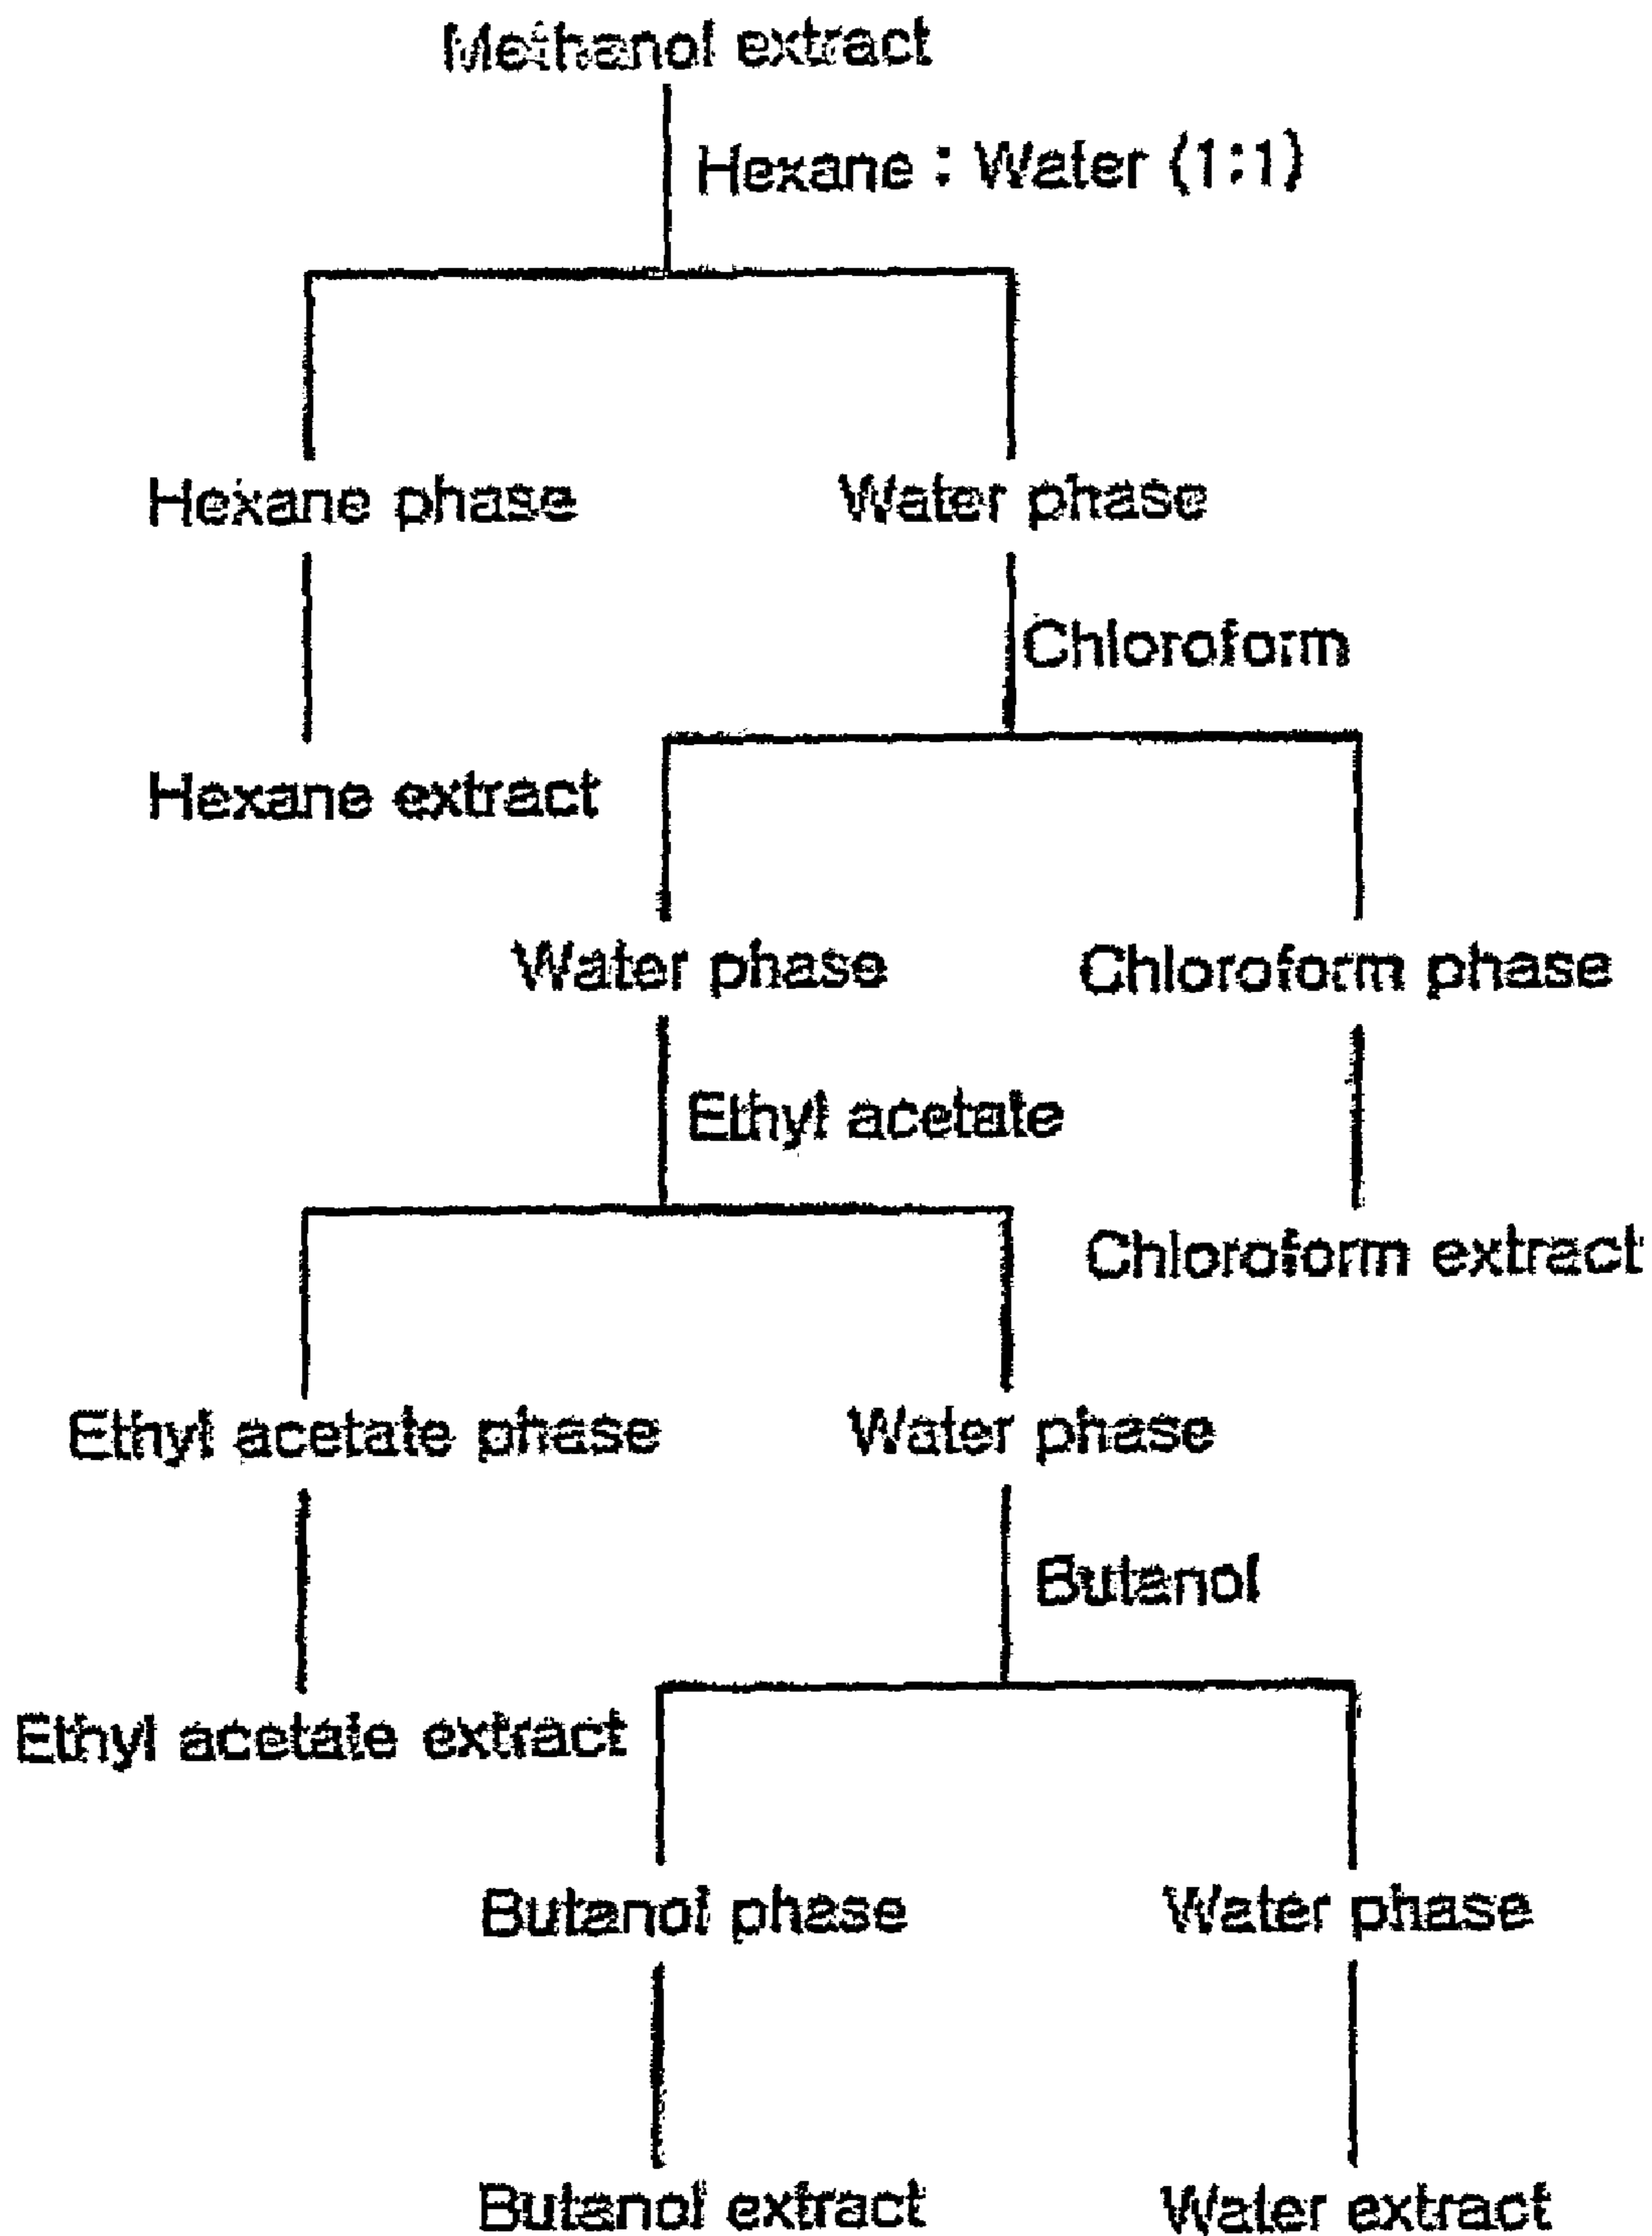 Methanol extract
Hexane : Water (1:1)
Hexane phase
Water phase
Chloroform
Hexane extract
Water phase
Chloroform phase
Ethyl acetate
Chloroform extract
Ethyl acetate phase
Water phase
Butanol
Ethyl acetate extract
Butanol phase
Water phase
Butanol extract
Water extract